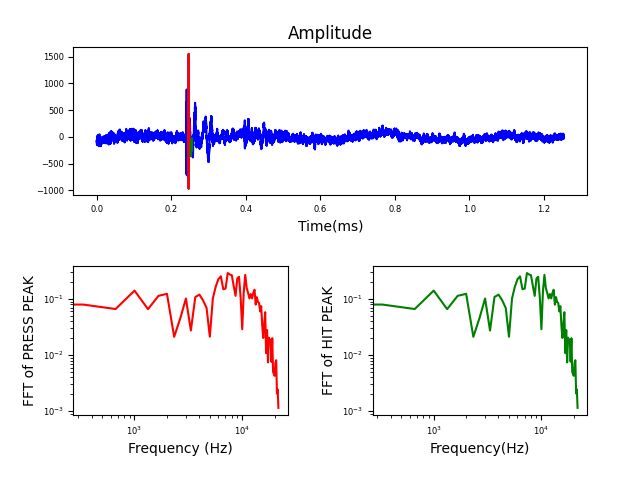 Amplitude
1500
1000
500
0
−500
−1000
0.0 0.2 0.4 0.6 0.8 1.0 1.2
Time(ms)
FFT of PRESS PEAK
10⁻¹
10⁻²
10⁻³
10³ 10⁴
Frequency (Hz)
FFT of HIT PEAK
10⁻¹
10⁻²
10⁻³
10³ 10⁴
Frequency(Hz)